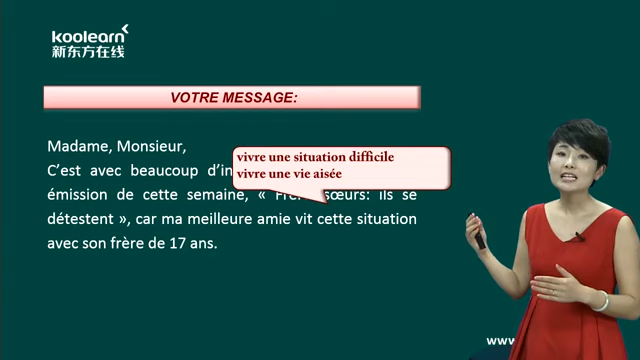 koolearn
新东方在线
VOTRE MESSAGE:
Madame, Monsieur,
C'est avec beaucoup d'in
vivre une situation difficile
vivre une vie aisée
émission de cette semaine, « Frères sœurs: ils se
détestent », car ma meilleure amie vit cette situation
avec son frère de 17 ans.
www.